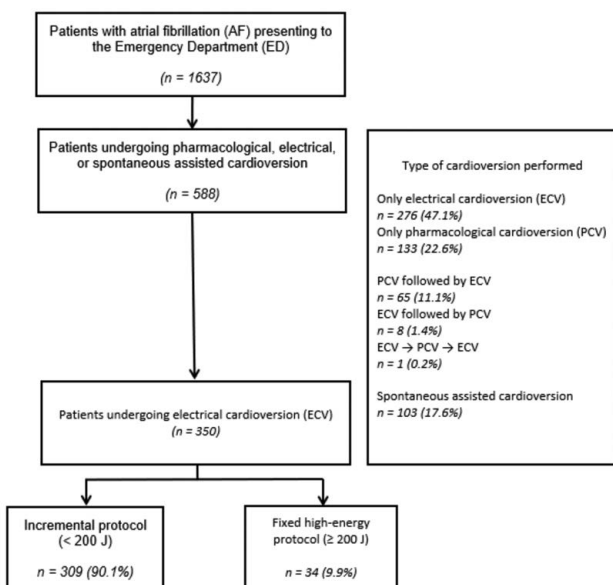 Patients with atrial fibrillation (AF) presenting to
the Emergency Department (ED)
(n = 1637)
Patients undergoing pharmacological, electrical,
or spontaneous assisted cardioversion
(n = 588)
Type of cardioversion performed
Only electrical cardioversion (ECV)
n = 276 (47.1%)
Only pharmacological cardioversion (PCV)
n = 133 (22.6%)
PCV followed by ECV
n = 65 (11.1%)
ECV followed by PCV
n = 8 (1.4%)
ECV → PCV → ECV
n = 1 (0.2%)
Spontaneous assisted cardioversion
n = 103 (17.6%)
Patients undergoing electrical cardioversion (ECV)
(n = 350)
Incremental protocol
(< 200 J)
n = 309 (90.1%)
Fixed high-energy
protocol (≥ 200 J)
n = 34 (9.9%)